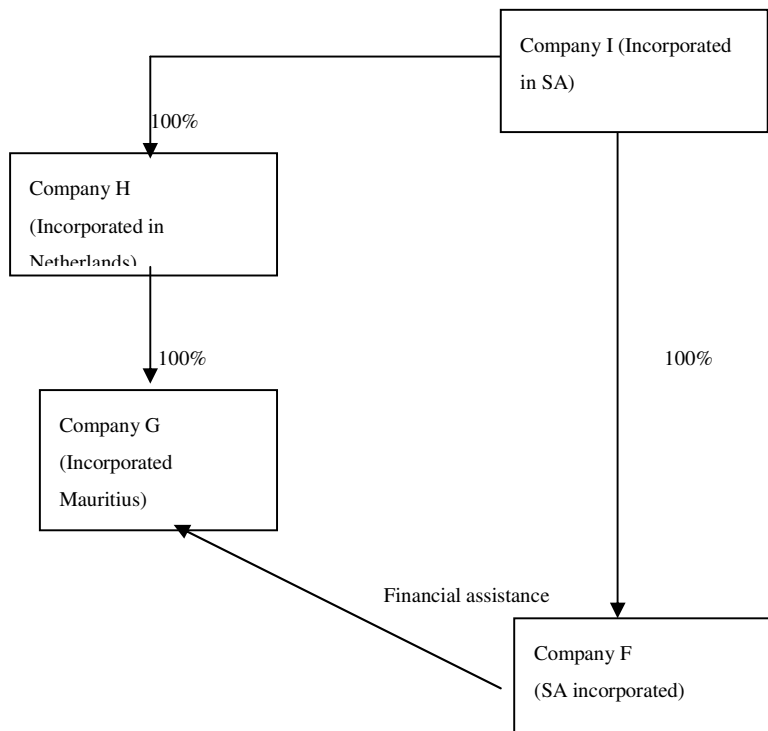 Company I (Incorporated
in SA)
100%
Company H
(Incorporated in
Netherlands)
100%
100%
Company G
(Incorporated
Mauritius)
Financial assistance
Company F
(SA incorporated)